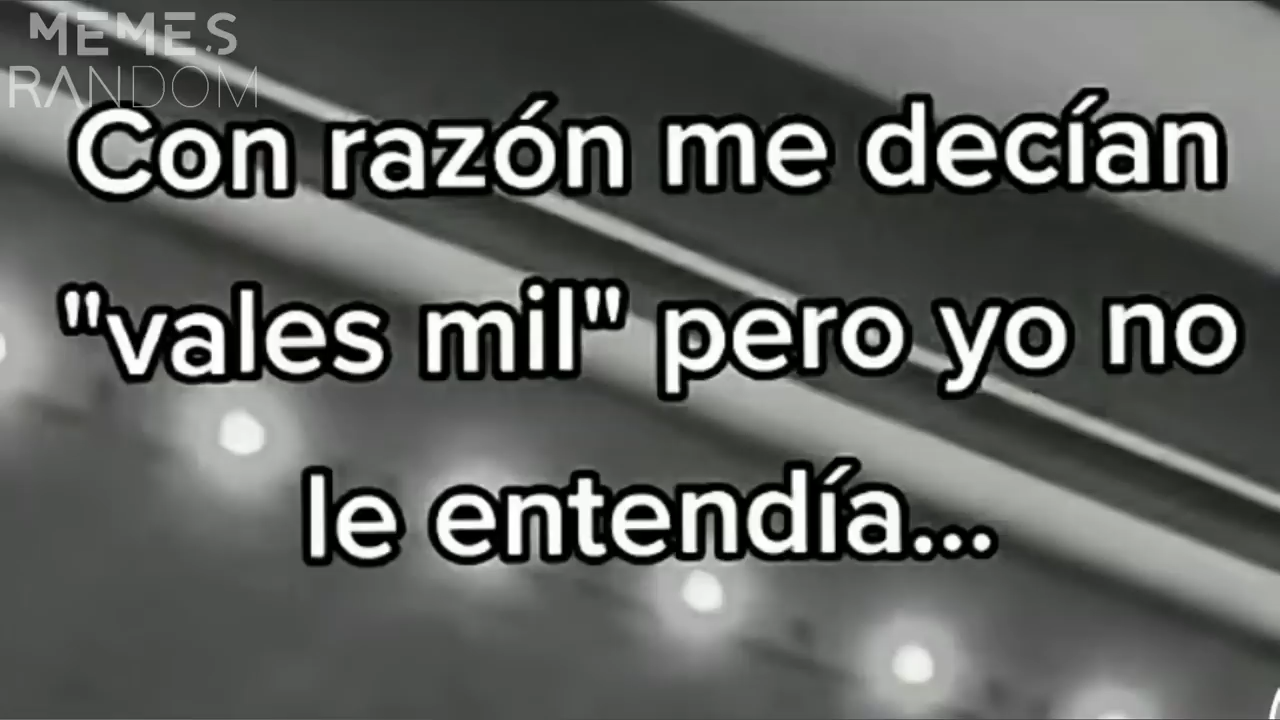 MEMES
RANDOM
Con razón me decían
"vales mil" pero yo no
le entendía...